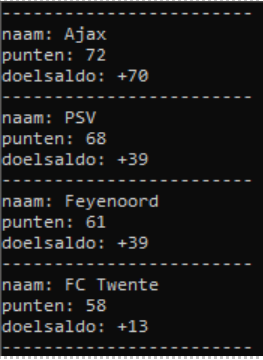 -------------------------
naam: Ajax
punten: 72
doelsaldo: +70
-------------------------
naam: PSV
punten: 68
doelsaldo: +39
-------------------------
naam: Feyenoord
punten: 61
doelsaldo: +39
-------------------------
naam: FC Twente
punten: 58
doelsaldo: +13
-------------------------